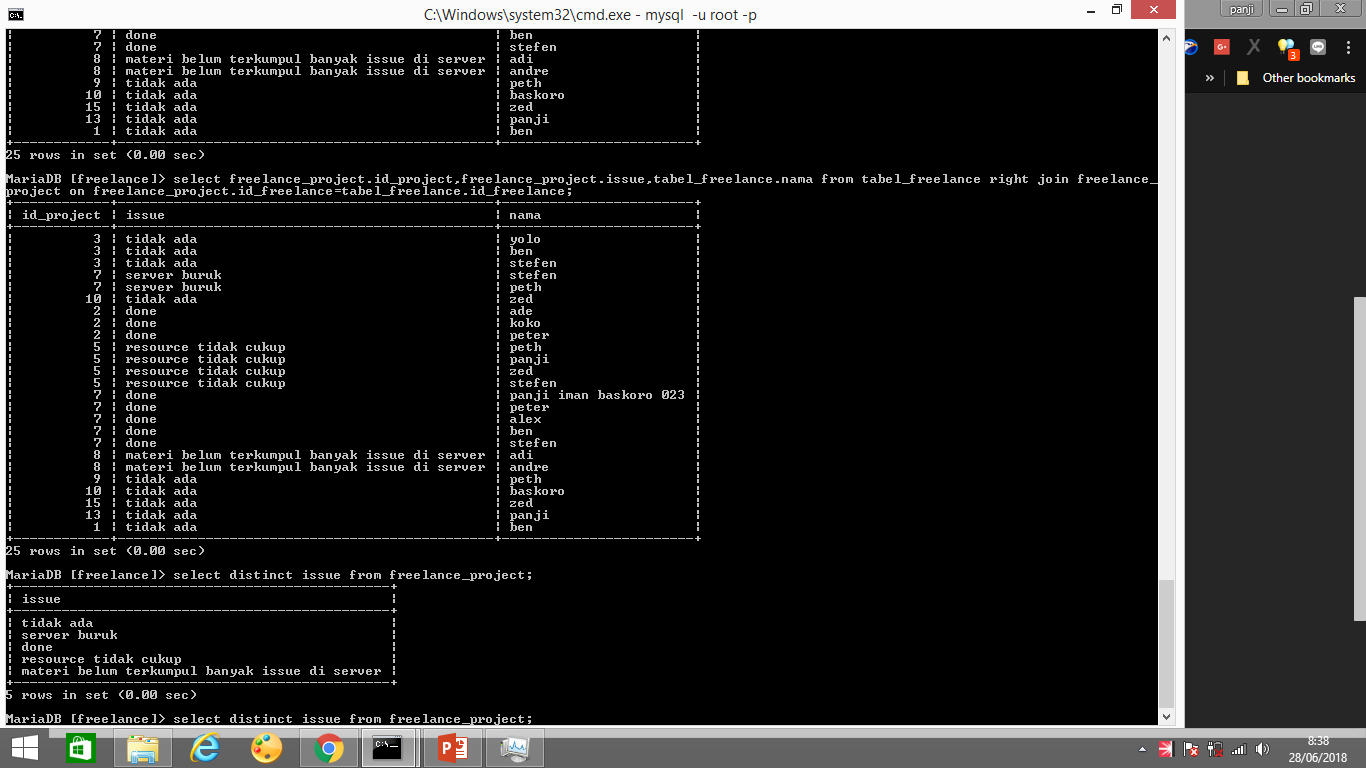 C:\Windows\system32\cmd.exe - mysql -u root -p
panji
3
Other bookmarks
| 7 | done | ben |
| 7 | done | stefen |
| 8 | materi belum terkumpul banyak issue di server | adi |
| 8 | materi belum terkumpul banyak issue di server | andre |
| 9 | tidak ada | peth |
| 10 | tidak ada | baskoro |
| 15 | tidak ada | zed |
| 13 | tidak ada | panji |
| 1 | tidak ada | ben |
25 rows in set (0.00 sec)
MariaDB [freelance]> select freelance_project.id_project,freelance_project.issue,tabel_freelance.nama from tabel_freelance right join freelance_
project on freelance_project.id_freelance=tabel_freelance.id_freelance;
| id_project | issue | nama |
| 3 | tidak ada | yolo |
| 3 | tidak ada | ben |
| 3 | tidak ada | stefen |
| 7 | server buruk | stefen |
| 7 | server buruk | peth |
| 10 | tidak ada | zed |
| 2 | done | ade |
| 2 | done | koko |
| 2 | done | peter |
| 5 | resource tidak cukup | peth |
| 5 | resource tidak cukup | panji |
| 5 | resource tidak cukup | zed |
| 5 | resource tidak cukup | stefen |
| 7 | done | panji iman baskoro 023 |
| 7 | done | peter |
| 7 | done | alex |
| 7 | done | ben |
| 7 | done | stefen |
| 8 | materi belum terkumpul banyak issue di server | adi |
| 8 | materi belum terkumpul banyak issue di server | andre |
| 9 | tidak ada | peth |
| 10 | tidak ada | baskoro |
| 15 | tidak ada | zed |
| 13 | tidak ada | panji |
| 1 | tidak ada | ben |
25 rows in set (0.00 sec)
MariaDB [freelance]> select distinct issue from freelance_project;
| issue |
| tidak ada |
| server buruk |
| done |
| resource tidak cukup |
| materi belum terkumpul banyak issue di server |
5 rows in set (0.00 sec)
MariaDB [freelance]> select distinct issue from freelance_project;
8:38
28/06/2018